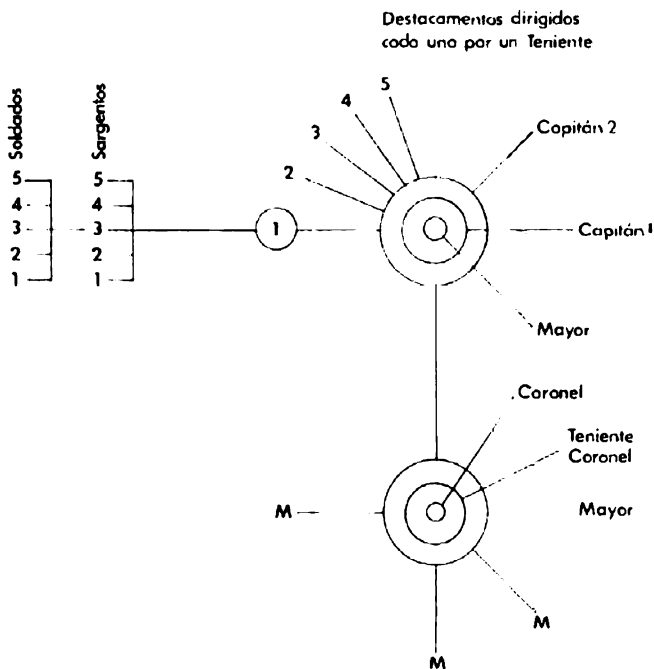 Destacamentos dirigidos
cada uno por un Teniente
Soldados
5
4
3
2
1
Sargentos
5
4
3
2
1
1
2
3
4
5
Capitán 2
Capitán 1
Mayor
Coronel
Teniente
Coronel
Mayor
M
M
M